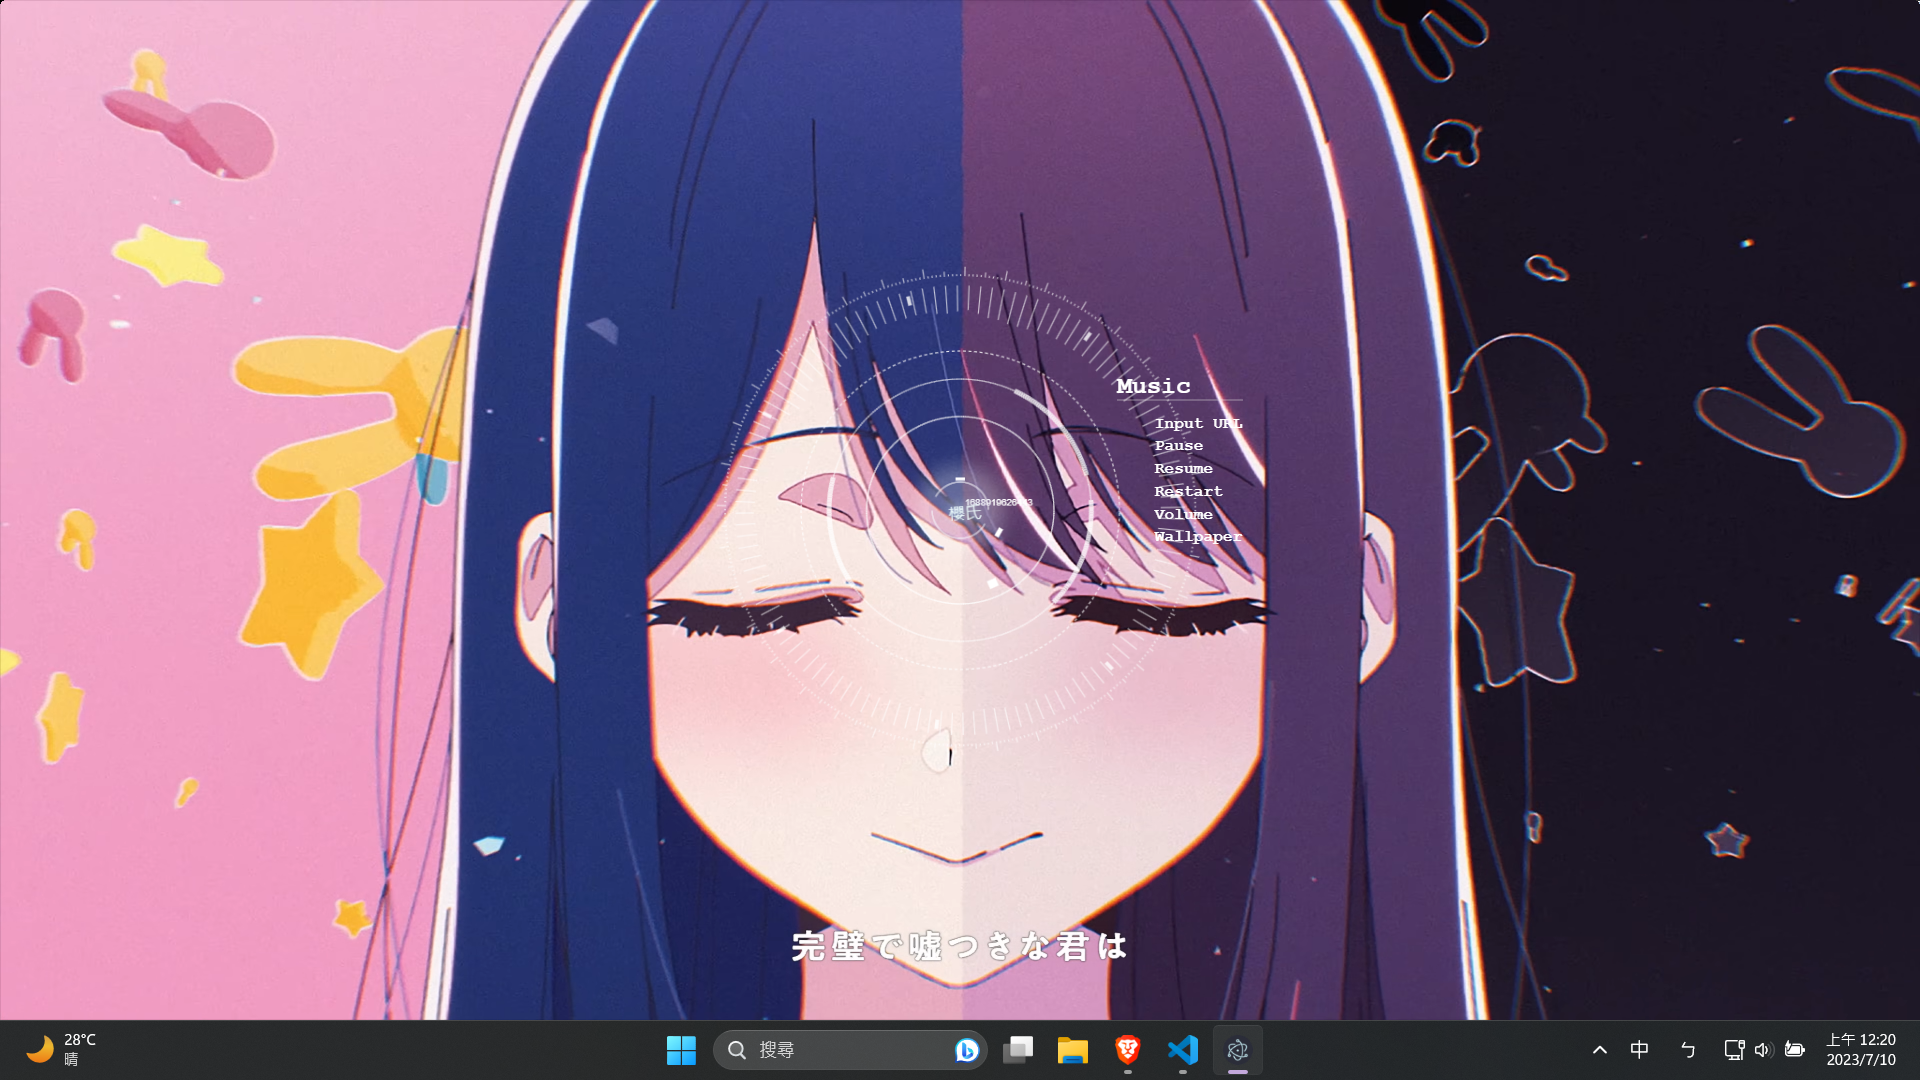 Music
Input URL
Pause
Resume
Restart
Volume
Wallpaper
櫻氏
完璧で嘘つきな君は
28°C
晴
搜尋
中
ㄅ
上午 12:20
2023/7/10